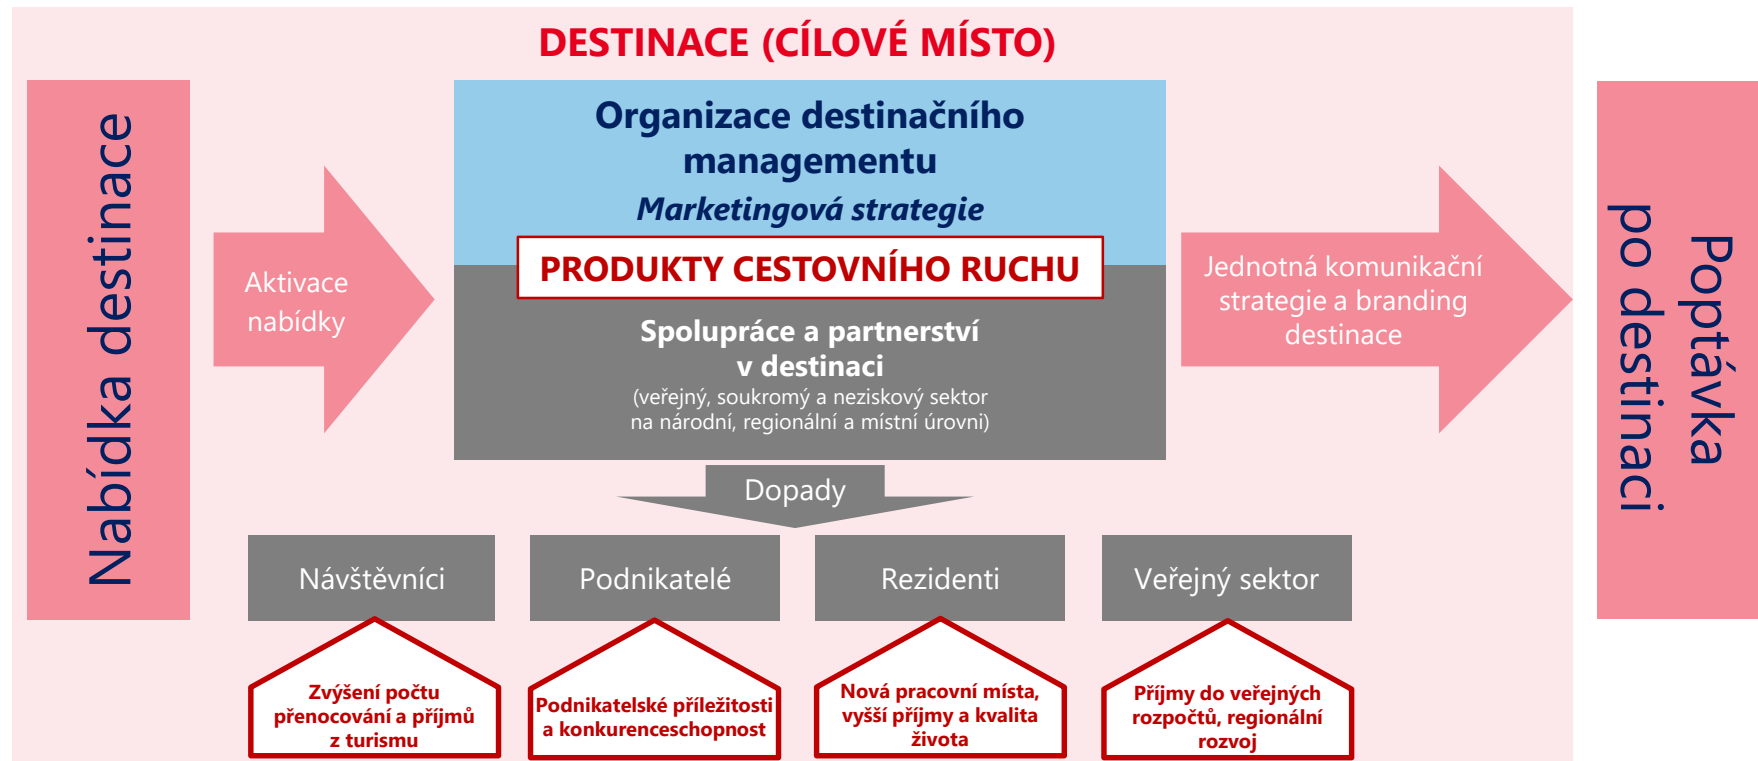 DESTINACE (CÍLOVÉ MÍSTO)
Nabídka destinace
Aktivace
nabídky
Organizace destinačního
managementu
Marketingová strategie
PRODUKTY CESTOVNÍHO RUCHU
Spolupráce a partnerství
v destinaci
(veřejný, soukromý a neziskový sektor
na národní, regionální a místní úrovni)
Jednotná komunikační
strategie a branding
destinace
Poptávka
po destinaci
Dopady
Návštěvníci
Podnikatelé
Rezidenti
Veřejný sektor
Zvýšení počtu
přenocování a příjmů
z turismu
Podnikatelské příležitosti
a konkurenceschopnost
Nová pracovní místa,
vyšší příjmy a kvalita
života
Příjmy do veřejných
rozpočtů, regionální
rozvoj